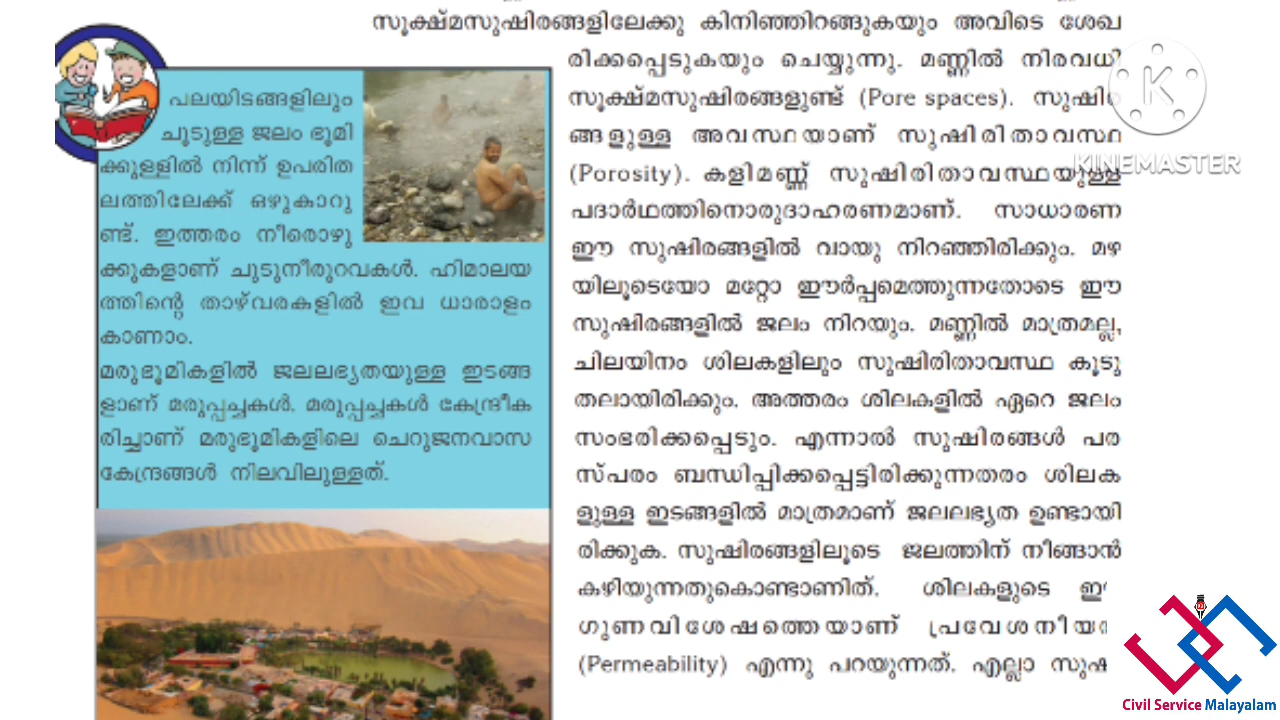 സൂക്ഷ്മസുഷിരങ്ങളിലേക്കു കിനിഞ്ഞിറങ്ങുകയും അവിടെ ശേഖ
രിക്കപ്പെടുകയും ചെയ്യുന്നു. മണ്ണിൽ നിരവധി
സൂക്ഷ്മസുഷിരങ്ങളുണ്ട് (Pore spaces). സുഷിര
ങ്ങളുള്ള അവസ്ഥയാണ് സുഷിരിതാവസ്ഥ
(Porosity). കളിമണ്ണ് സുഷിരിതാവസ്ഥയുള്ള
പദാർഥത്തിനൊരുദാഹരണമാണ്. സാധാരണ
ഈ സുഷിരങ്ങളിൽ വായു നിറഞ്ഞിരിക്കും. മഴ
യിലൂടെയോ മറ്റോ ഈർപ്പമെത്തുന്നതോടെ ഈ
സുഷിരങ്ങളിൽ ജലം നിറയും. മണ്ണിൽ മാത്രമല്ല,
ചിലയിനം ശിലകളിലും സുഷിരിതാവസ്ഥ കൂടു
തലായിരിക്കും. അത്തരം ശിലകളിൽ ഏറെ ജലം
സംഭരിക്കപ്പെടും. എന്നാൽ സുഷിരങ്ങൾ പര
സ്പരം ബന്ധിപ്പിക്കപ്പെട്ടിരിക്കുന്നതരം ശിലക
ളുള്ള ഇടങ്ങളിൽ മാത്രമാണ് ജലലഭ്യത ഉണ്ടായി
രിക്കുക. സുഷിരങ്ങളിലൂടെ ജലത്തിന് നീങ്ങാൻ
കഴിയുന്നതുകൊണ്ടാണിത്. ശിലകളുടെ ഈ
ഗുണവിശേഷത്തെയാണ് പ്രവേശനീയത
(Permeability) എന്നു പറയുന്നത്. എല്ലാ സുഷി
പലയിടങ്ങളിലും
ചൂടുള്ള ജലം ഭൂമി
ക്കുള്ളിൽ നിന്ന് ഉപരിത
ലത്തിലേക്ക് ഒഴുകാറു
ണ്ട്. ഇത്തരം നീരൊഴു
ക്കുകളാണ് ചുടുനീരുറവകൾ. ഹിമാലയ
ത്തിന്റെ താഴ്‌വരകളിൽ ഇവ ധാരാളം
കാണാം.
മരുഭൂമികളിൽ ജലലഭ്യതയുള്ള ഇടങ്ങ
ളാണ് മരുപ്പച്ചകൾ. മരുപ്പച്ചകൾ കേന്ദ്രീക
രിച്ചാണ് മരുഭൂമികളിലെ ചെറുജനവാസ
കേന്ദ്രങ്ങൾ നിലവിലുള്ളത്.
K
KINEMASTER
Civil Service Malayalam